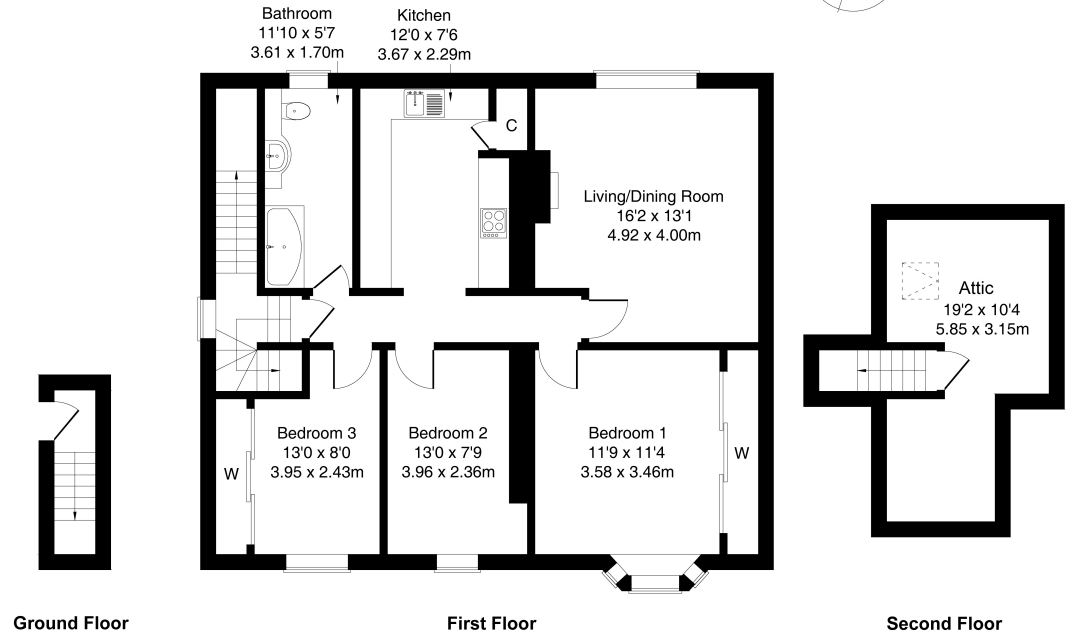 Bathroom
11'10 x 5'7
3.61 x 1.70m
Kitchen
12'0 x 7'6
3.67 x 2.29m
C
Living/Dining Room
16'2 x 13'1
4.92 x 4.00m
Attic
19'2 x 10'4
5.85 x 3.15m
Bedroom 3
13'0 x 8'0
3.95 x 2.43m
Bedroom 2
13'0 x 7'9
3.96 x 2.36m
Bedroom 1
11'9 x 11'4
3.58 x 3.46m
W
W
Ground Floor
First Floor
Second Floor